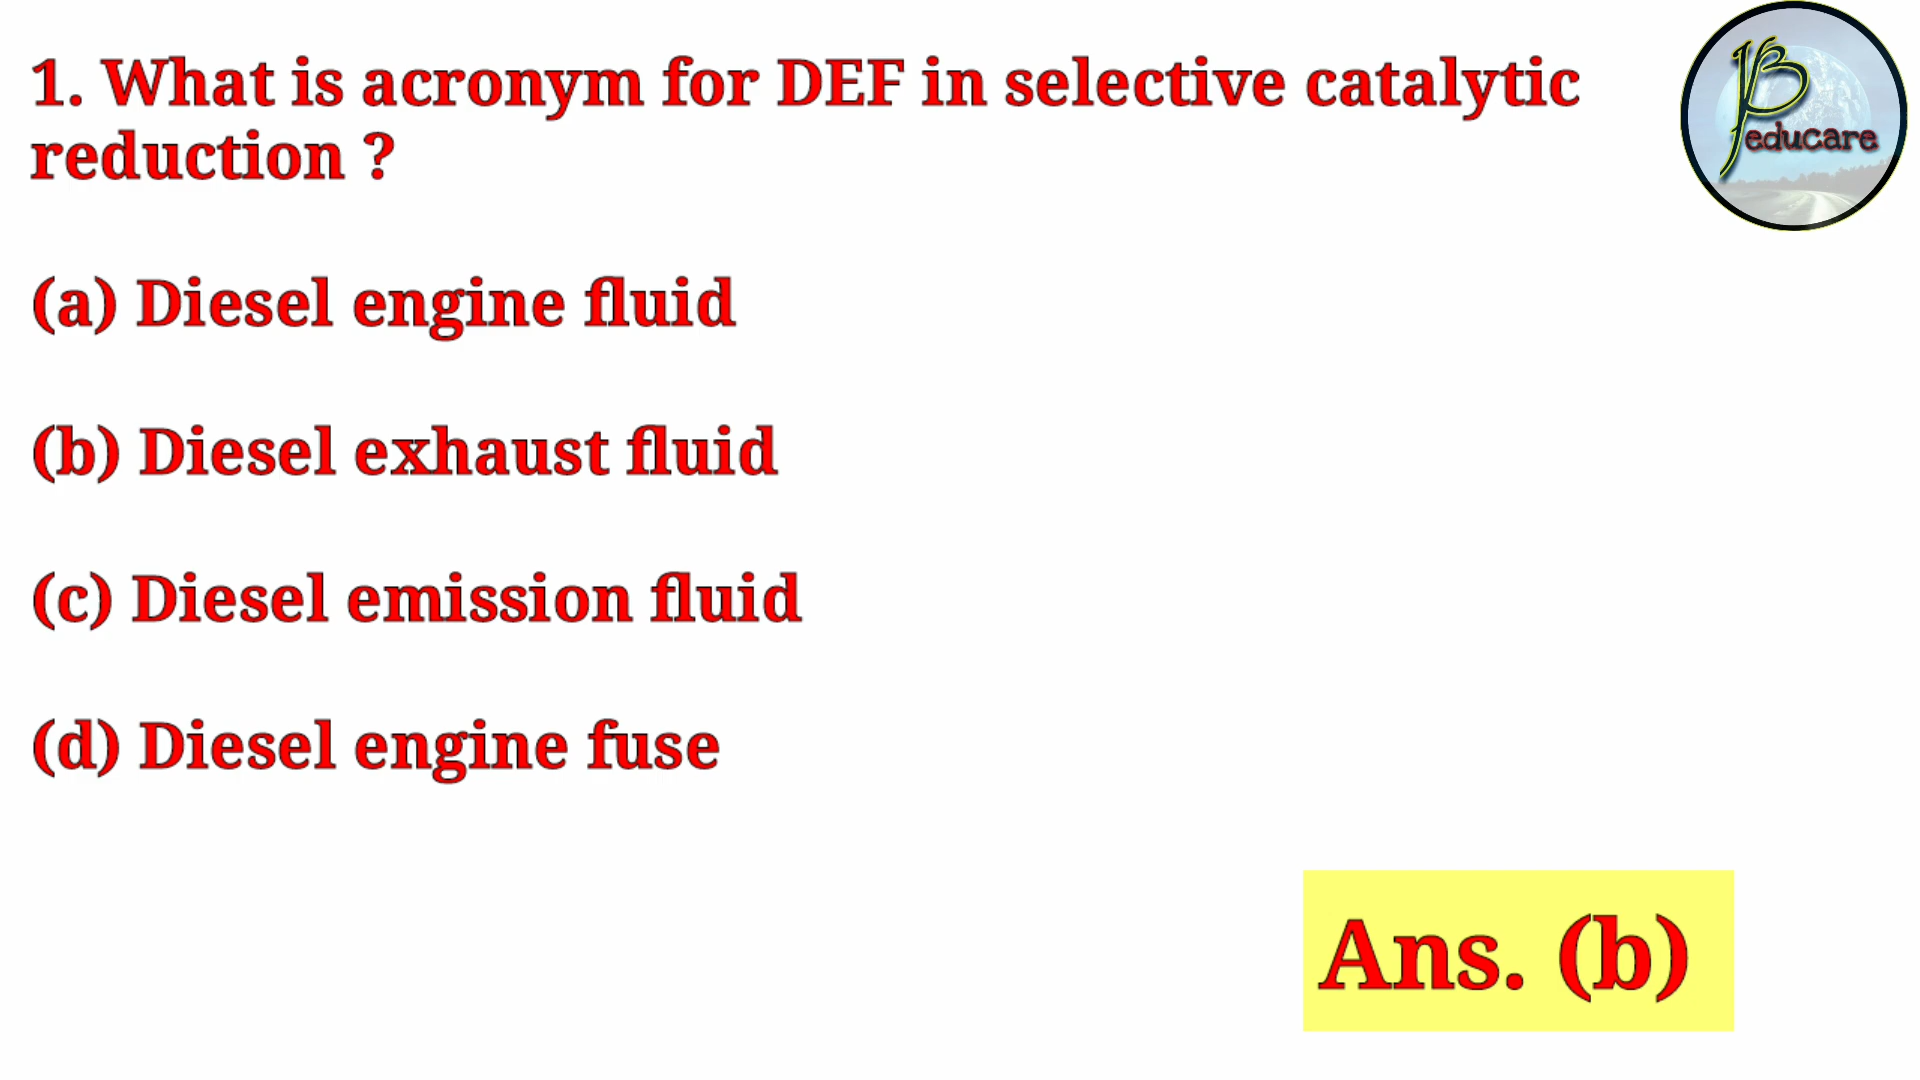 1. What is acronym for DEF in selective catalytic
reduction ?
(a) Diesel engine fluid
(b) Diesel exhaust fluid
(c) Diesel emission fluid
(d) Diesel engine fuse
Ans. (b)
educare